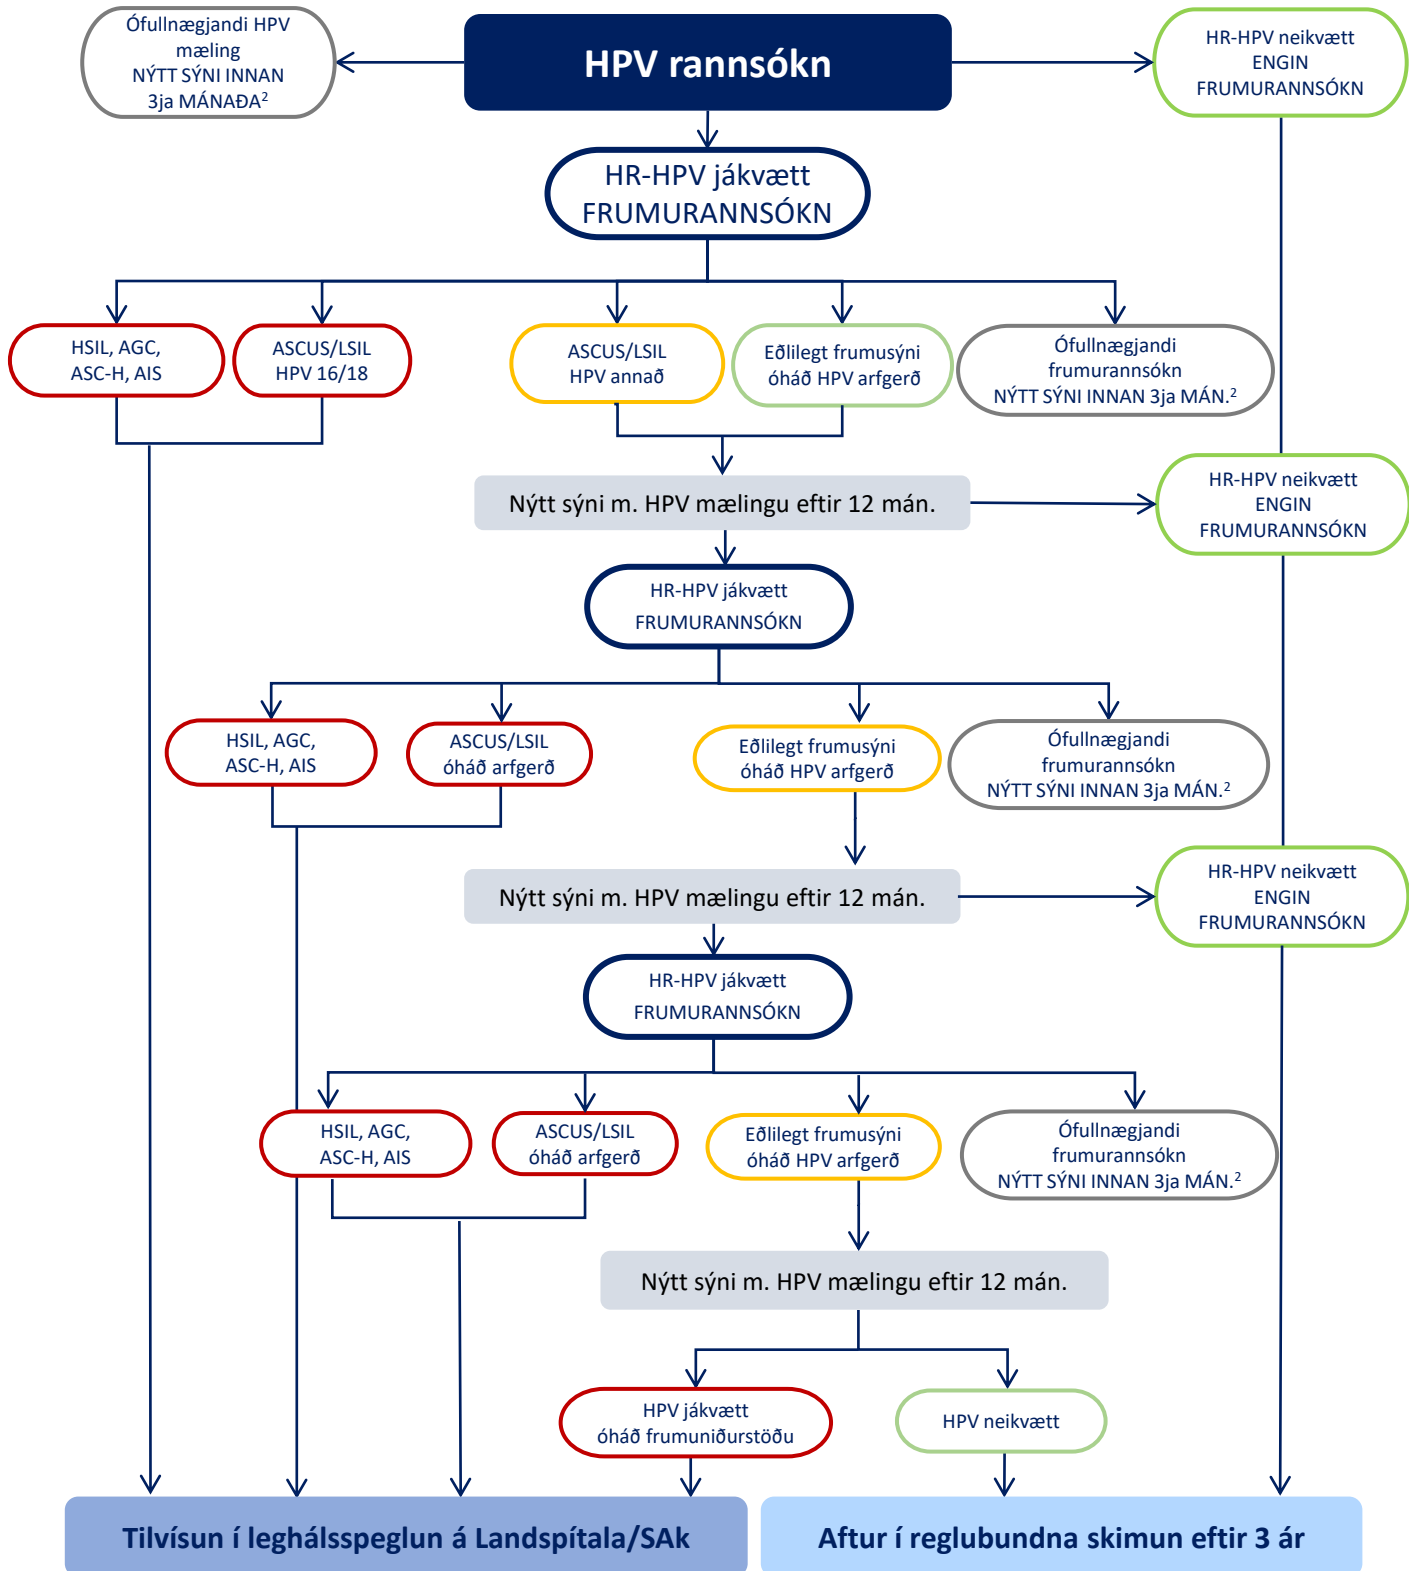 Ófullnægjandi HPV
mæling
NÝTT SÝNI INNAN
3ja MÁNAÐA²
HPV rannsókn
HR-HPV neikvætt
ENGIN
FRUMURANNSÓKN
HR-HPV jákvætt
FRUMURANNSÓKN
HSIL, AGC,
ASC-H, AIS
ASCUS/LSIL
HPV 16/18
ASCUS/LSIL
HPV annað
Eðlilegt frumusýni
óháð HPV arfgerð
Ófullnægjandi
frumurannsókn
NÝTT SÝNI INNAN 3ja MÁN.²
Nýtt sýni m. HPV mælingu eftir 12 mán.
HR-HPV neikvætt
ENGIN
FRUMURANNSÓKN
HR-HPV jákvætt
FRUMURANNSÓKN
HSIL, AGC,
ASC-H, AIS
ASCUS/LSIL
óháð arfgerð
Eðlilegt frumusýni
óháð HPV arfgerð
Ófullnægjandi
frumurannsókn
NÝTT SÝNI INNAN 3ja MÁN.²
Nýtt sýni m. HPV mælingu eftir 12 mán.
HR-HPV neikvætt
ENGIN
FRUMURANNSÓKN
HR-HPV jákvætt
FRUMURANNSÓKN
HSIL, AGC,
ASC-H, AIS
ASCUS/LSIL
óháð arfgerð
Eðlilegt frumusýni
óháð HPV arfgerð
Ófullnægjandi
frumurannsókn
NÝTT SÝNI INNAN 3ja MÁN.²
Nýtt sýni m. HPV mælingu eftir 12 mán.
HPV jákvætt
óháð frumuniðurstöðu
HPV neikvætt
Tilvísun í leghálsspeglun á Landspítala/SAk
Aftur í reglubundna skimun eftir 3 ár